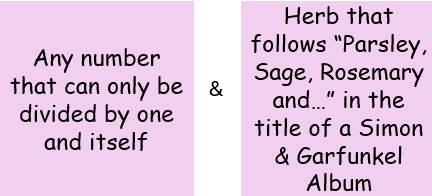 Any number
that can only be
divided by one
and itself
&
Herb that
follows “Parsley,
Sage, Rosemary
and...” in the
title of a Simon
& Garfunkel
Album